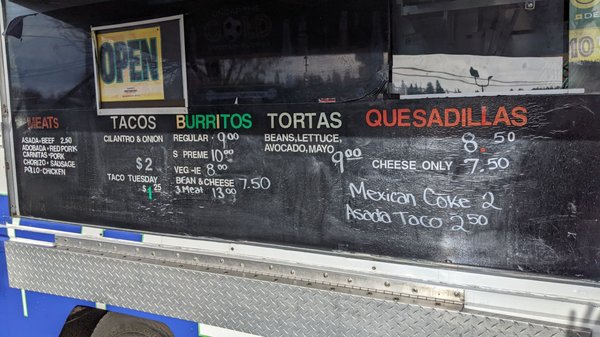 OPEN
MEATS
ASADA-BEEF 2.50
ADOBADA-RED PORK
CARNITAS-PORK
CHORIZO-SAUSAGE
POLLO-CHICKEN
TACOS
CILANTRO & ONION
$2
TACO TUESDAY
$1.25
BURRITOS
REGULAR 9.00
S PREME 10.00
VEG-IE 8.00
BEAN & CHEESE 7.50
3 Meat 13.00
TORTAS
BEANS, LETTUCE,
AVOCADO, MAYO
9.00
QUESADILLAS
8.50
CHEESE ONLY 7.50
Mexican Coke 2
Asada Taco 2.50